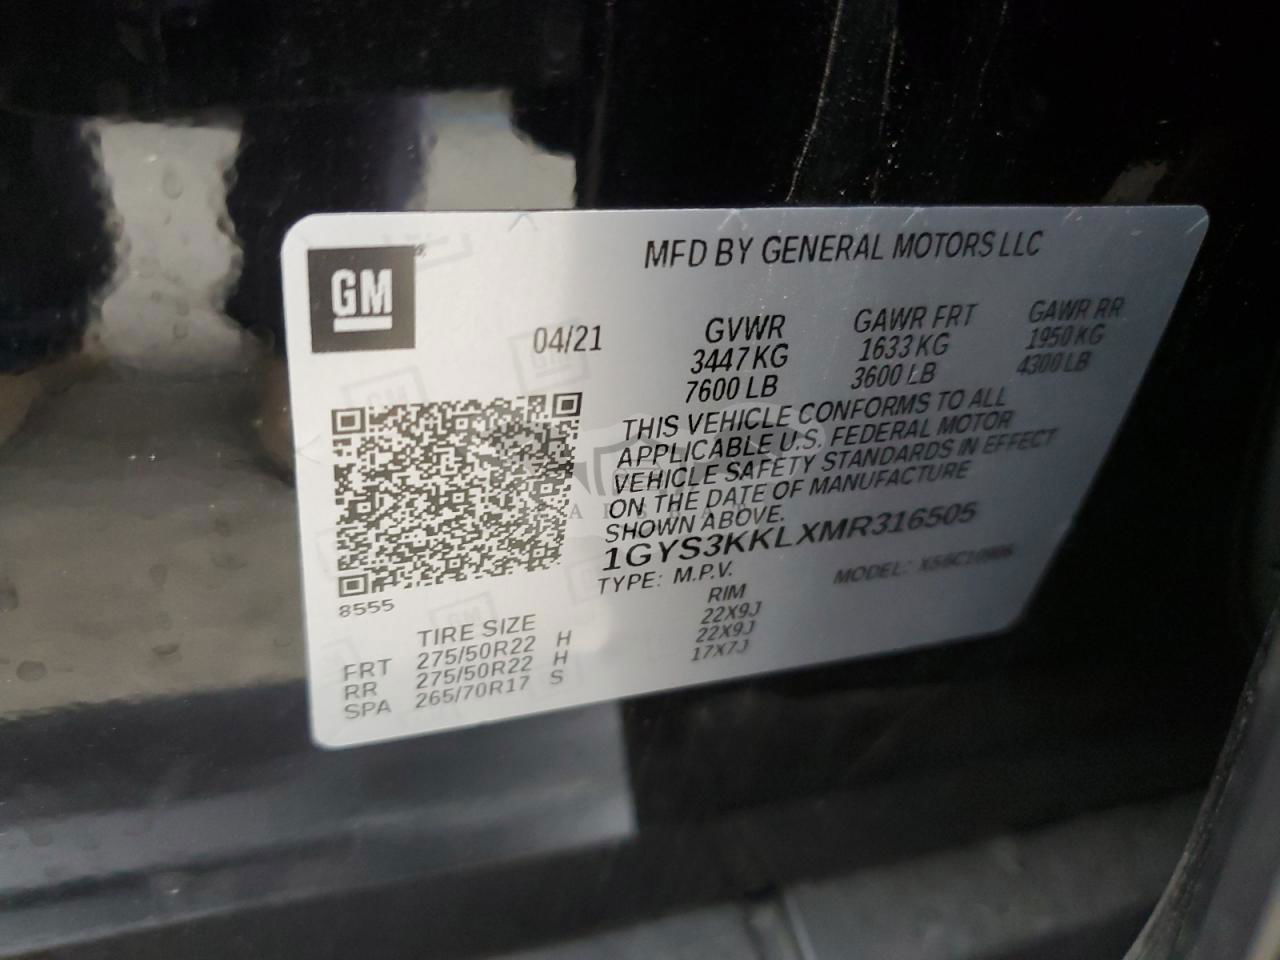 MFD BY GENERAL MOTORS LLC
GM
04/21
GVWR GAWR FRT GAWR RR
3447 KG 1633 KG 1950 KG
7600 LB 3600 LB 4300 LB
THIS VEHICLE CONFORMS TO ALL
APPLICABLE U.S. FEDERAL MOTOR
VEHICLE SAFETY STANDARDS IN EFFECT
ON THE DATE OF MANUFACTURE
SHOWN ABOVE.
1GYS3KKLXMR316505
TYPE: M.P.V. MODEL:
8555
TIRE SIZE RIM
FRT 275/50R22 H 22X9J
RR 275/50R22 H 22X9J
SPA 265/70R17 S 17X7J